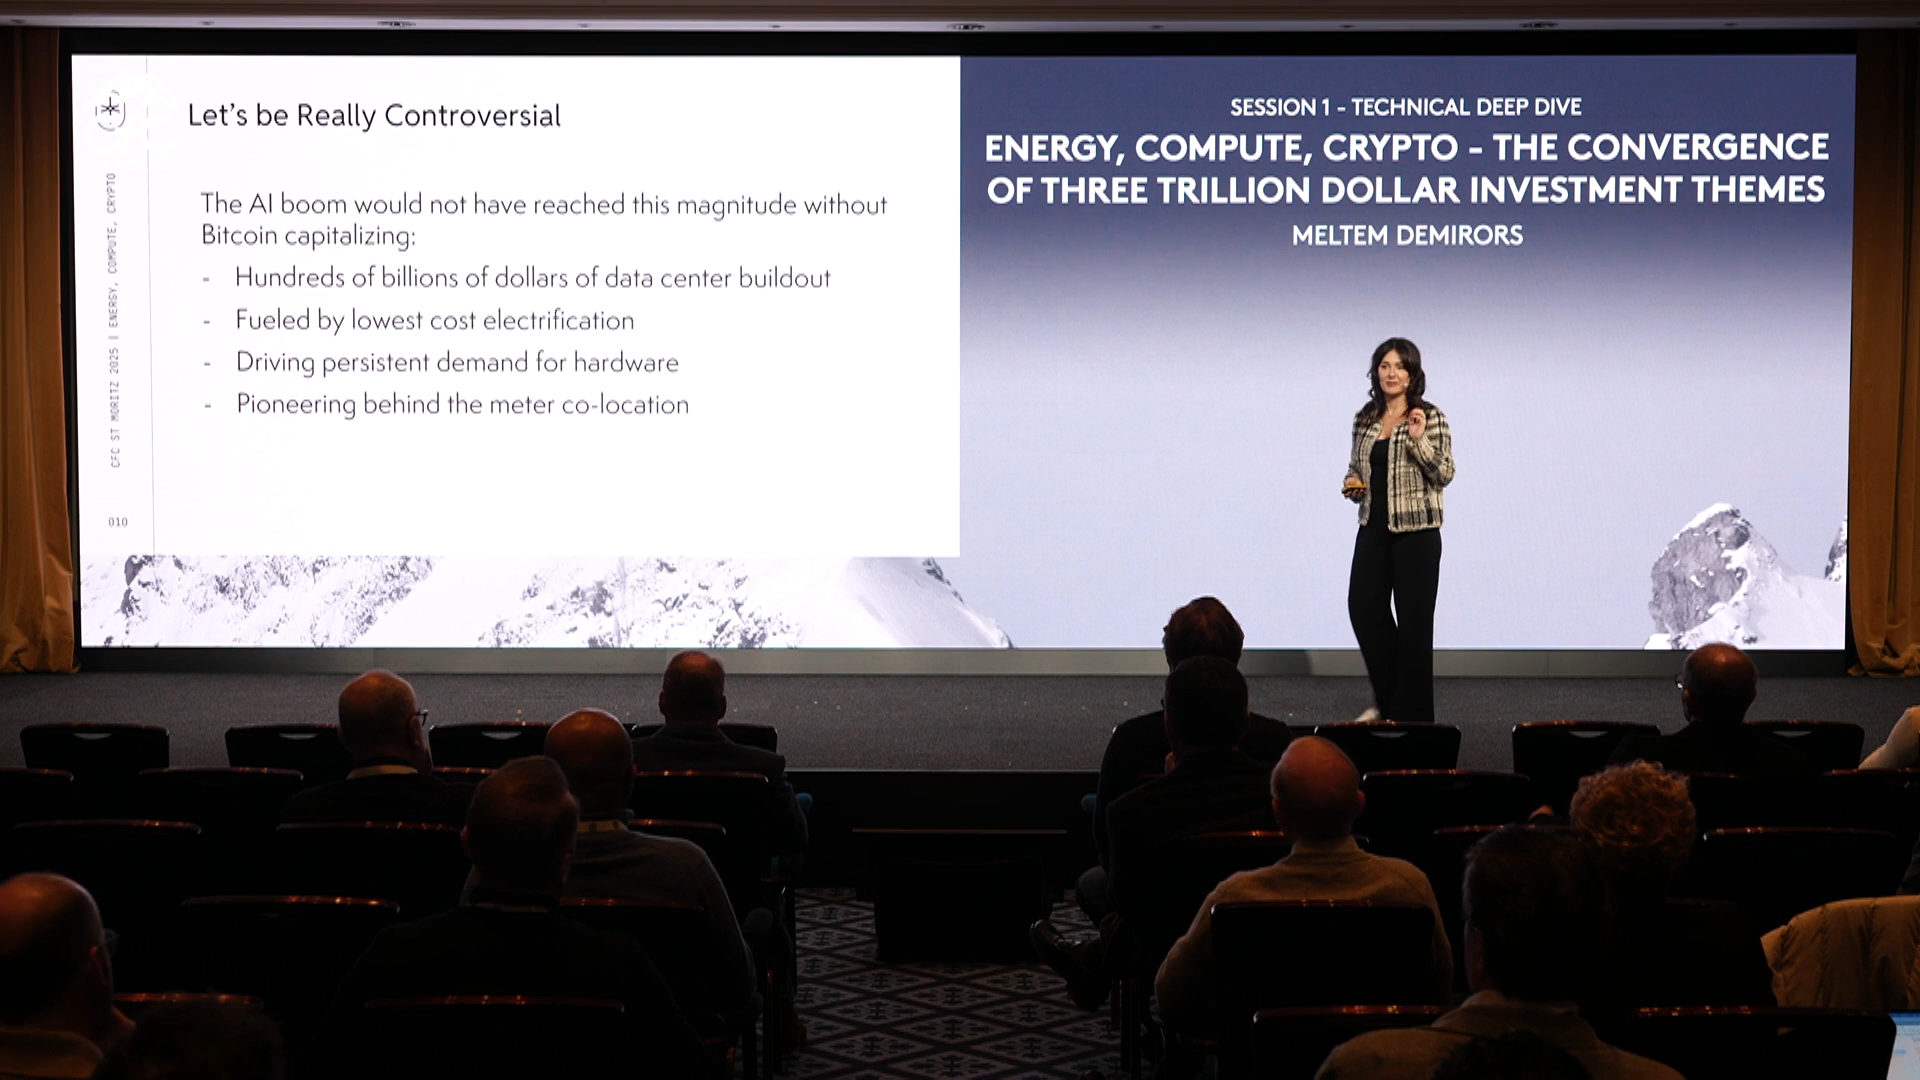 Let's be Really Controversial
The AI boom would not have reached this magnitude without
Bitcoin capitalizing:
- Hundreds of billions of dollars of data center buildout
- Fueled by lowest cost electrification
- Driving persistent demand for hardware
- Pioneering behind the meter co-location
CFC ST MORITZ 2025 | ENERGY, COMPUTE, CRYPTO
010
SESSION 1 - TECHNICAL DEEP DIVE
ENERGY, COMPUTE, CRYPTO - THE CONVERGENCE
OF THREE TRILLION DOLLAR INVESTMENT THEMES
MELTEM DEMIRORS